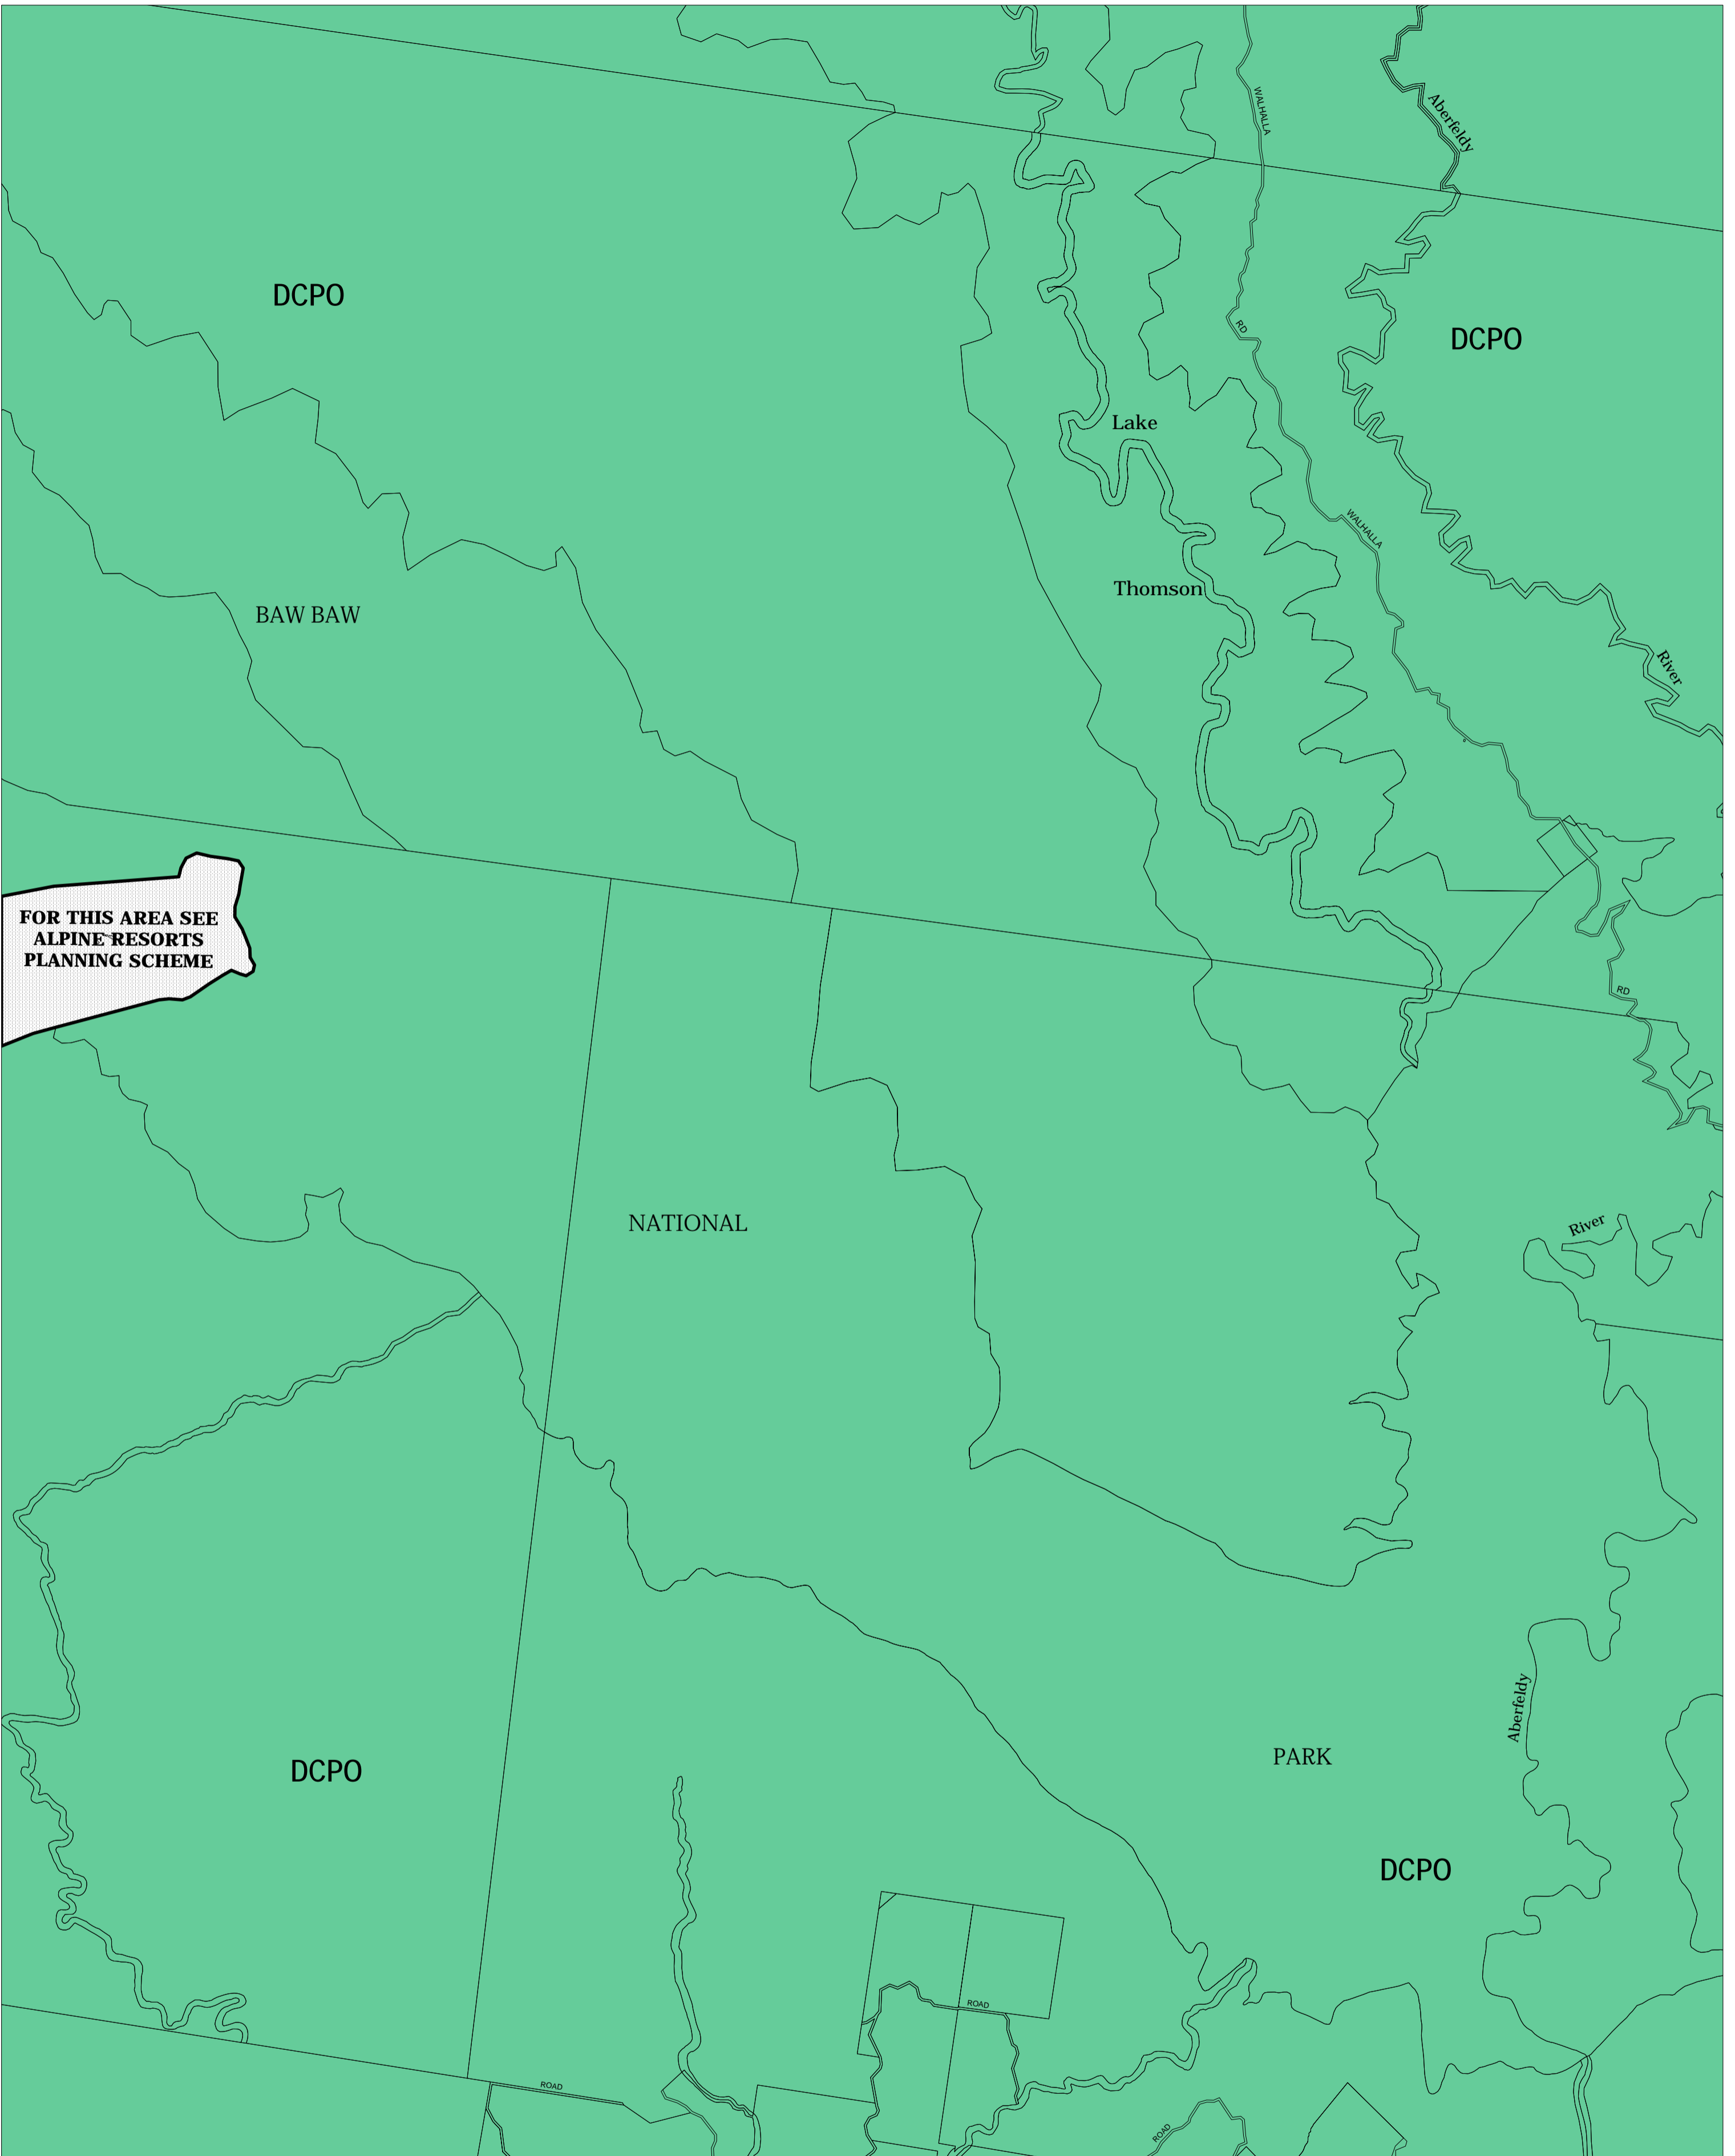 WALHALLA
Aberfeldy
DCPO
RD
DCPO
Lake
WALHALLA
Thomson
BAW BAW
River
FOR THIS AREA SEE
ALPINE RESORTS
PLANNING SCHEME
RD
NATIONAL
River
Aberfeldy
PARK
DCPO
DCPO
ROAD
ROAD
ROAD